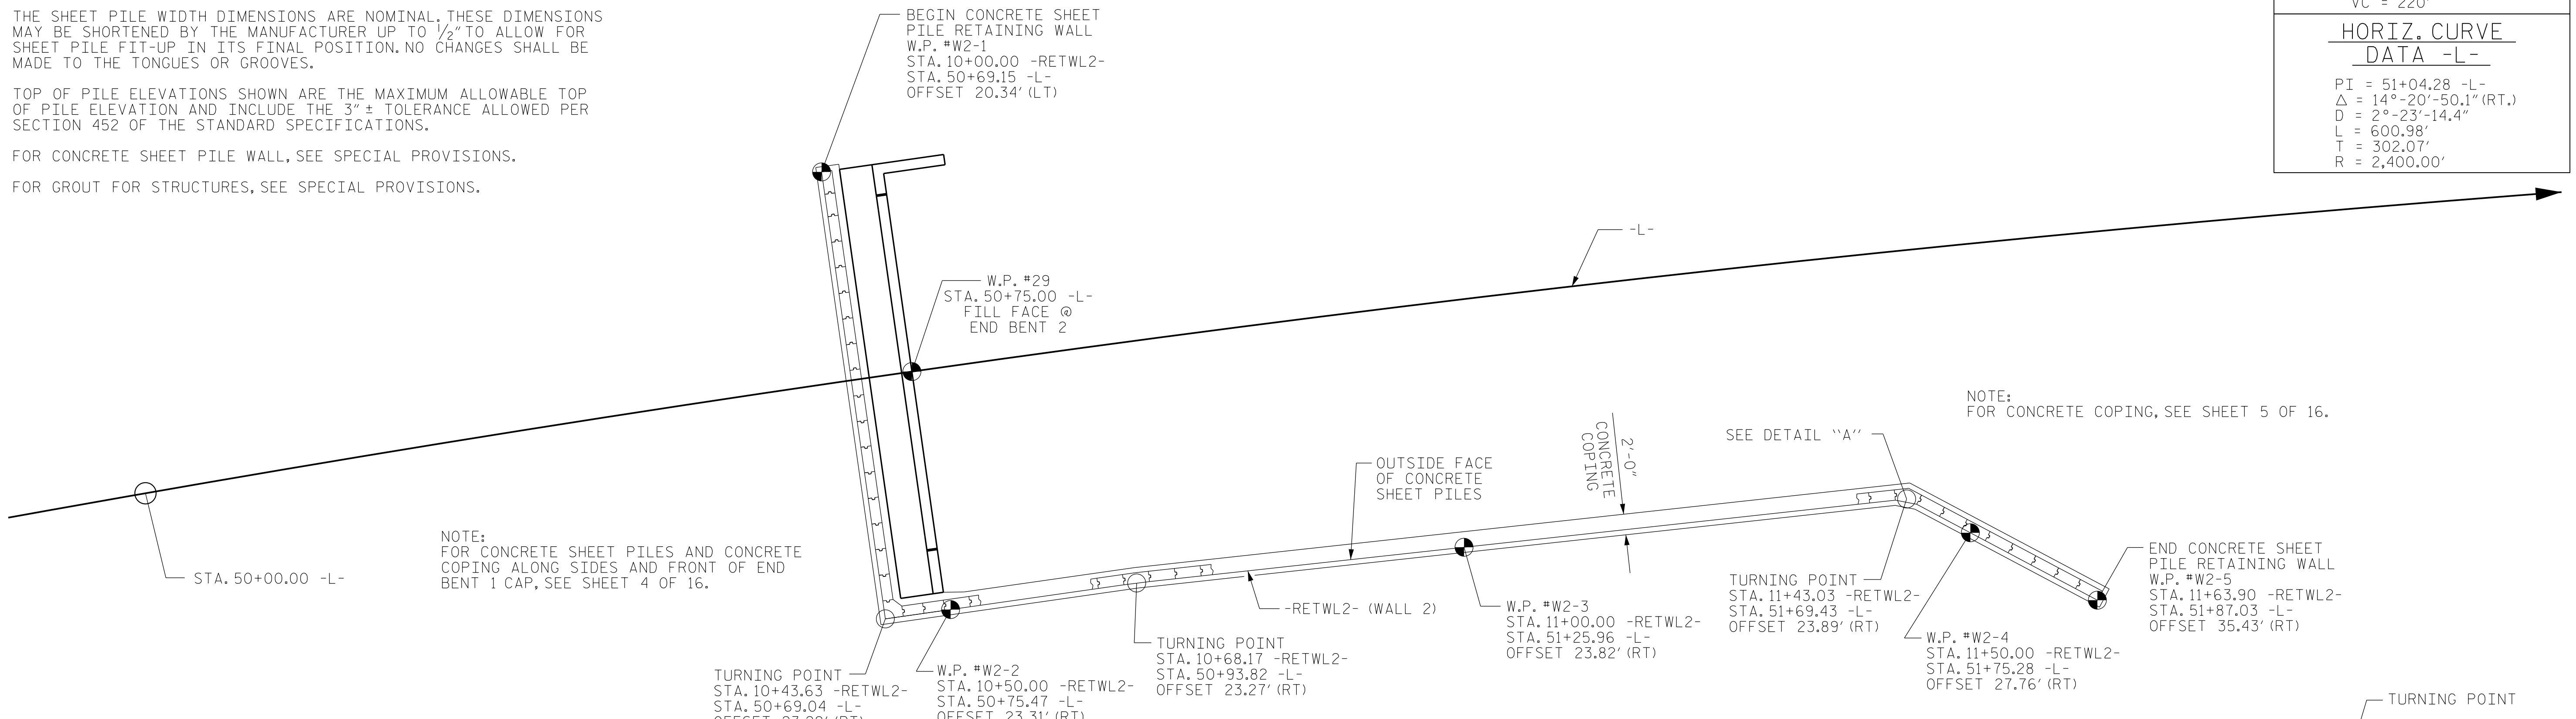 THE SHEET PILE WIDTH DIMENSIONS ARE NOMINAL. THESE DIMENSIONS
MAY BE SHORTENED BY THE MANUFACTURER UP TO 1/2" TO ALLOW FOR
SHEET PILE FIT-UP IN ITS FINAL POSITION. NO CHANGES SHALL BE
MADE TO THE TONGUES OR GROOVES.
TOP OF PILE ELEVATIONS SHOWN ARE THE MAXIMUM ALLOWABLE TOP
OF PILE ELEVATION AND INCLUDE THE 3" ± TOLERANCE ALLOWED PER
SECTION 452 OF THE STANDARD SPECIFICATIONS.
FOR CONCRETE SHEET PILE WALL, SEE SPECIAL PROVISIONS.
FOR GROUT FOR STRUCTURES, SEE SPECIAL PROVISIONS.
BEGIN CONCRETE SHEET
PILE RETAINING WALL
W.P. #W2-1
STA. 10+00.00 -RETWL2-
STA. 50+69.15 -L-
OFFSET 20.34' (LT)
VC = 220'
HORIZ. CURVE
DATA -L-
PI = 51+04.28 -L-
△ = 14°-20'-50.1" (RT.)
D = 2°-23'-14.4"
L = 600.98'
T = 302.07'
R = 2,400.00'
-L-
W.P. #29
STA. 50+75.00 -L-
FILL FACE @
END BENT 2
NOTE:
FOR CONCRETE COPING, SEE SHEET 5 OF 16.
SEE DETAIL ``A''
2'-0"
CONCRETE
COPING
OUTSIDE FACE
OF CONCRETE
SHEET PILES
STA. 50+00.00 -L-
NOTE:
FOR CONCRETE SHEET PILES AND CONCRETE
COPING ALONG SIDES AND FRONT OF END
BENT 1 CAP, SEE SHEET 4 OF 16.
-RETWL2- (WALL 2)
TURNING POINT
STA. 10+43.63 -RETWL2-
STA. 50+69.04 -L-
W.P. #W2-2
STA. 10+50.00 -RETWL2-
STA. 50+75.47 -L-
OFFSET 23.31' (RT)
TURNING POINT
STA. 10+68.17 -RETWL2-
STA. 50+93.82 -L-
OFFSET 23.27' (RT)
W.P. #W2-3
STA. 11+00.00 -RETWL2-
STA. 51+25.96 -L-
OFFSET 23.82' (RT)
TURNING POINT
STA. 11+43.03 -RETWL2-
STA. 51+69.43 -L-
OFFSET 23.89' (RT)
W.P. #W2-4
STA. 11+50.00 -RETWL2-
STA. 51+75.28 -L-
OFFSET 27.76' (RT)
END CONCRETE SHEET
PILE RETAINING WALL
W.P. #W2-5
STA. 11+63.90 -RETWL2-
STA. 51+87.03 -L-
OFFSET 35.43' (RT)
TURNING POINT